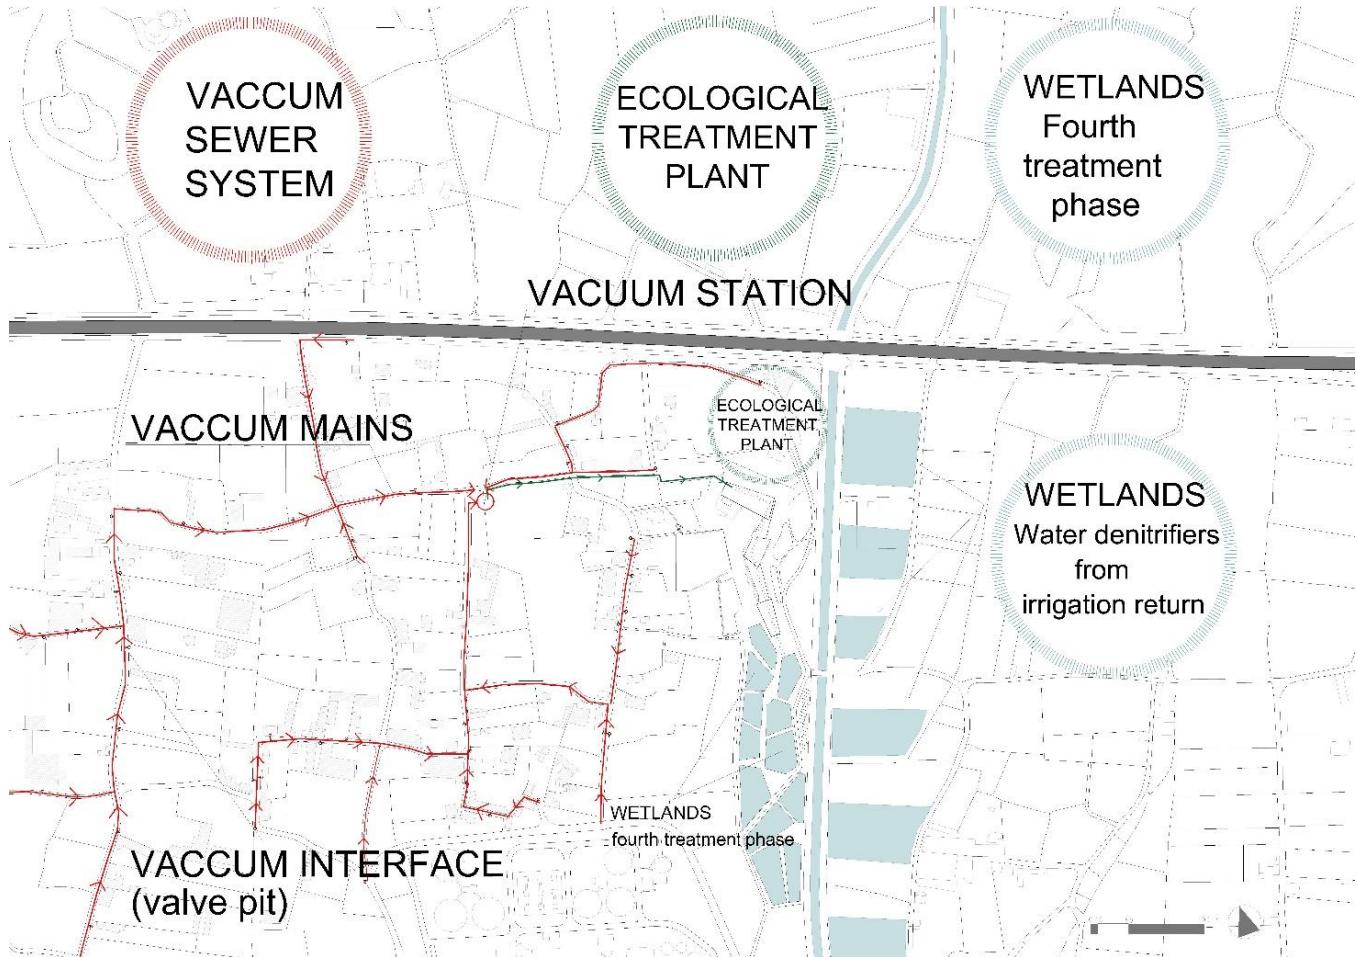 VACCUM
SEWER
SYSTEM
ECOLOGICAL
TREATMENT
PLANT
WETLANDS
Fourth
treatment
phase
VACUUM STATION
VACCUM MAINS
ECOLOGICAL
TREATMENT
PLANT
WETLANDS
Water denitrifiers
from
irrigation return
WETLANDS
fourth treatment phase
VACCUM INTERFACE
(valve pit)